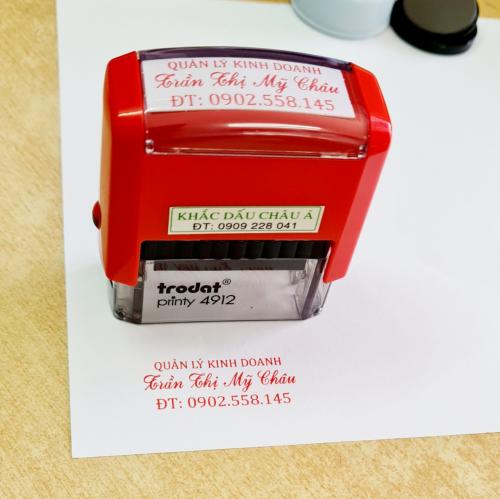 QUẢN LÝ KINH DOANH
Trần Thị Mỹ Châu
ĐT: 0902.558.145
KHẮC DẤU CHÂU Á
ĐT: 0909 228 041
trodat®
printy 4912
QUẢN LÝ KINH DOANH
Trần Thị Mỹ Châu
ĐT: 0902.558.145